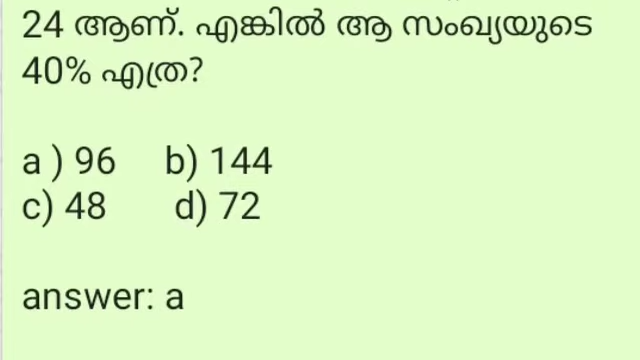 24 ആണ്. എങ്കിൽ ആ സംഖ്യയുടെ
40% എത്ര?
a ) 96 b) 144
c) 48 d) 72
answer: a